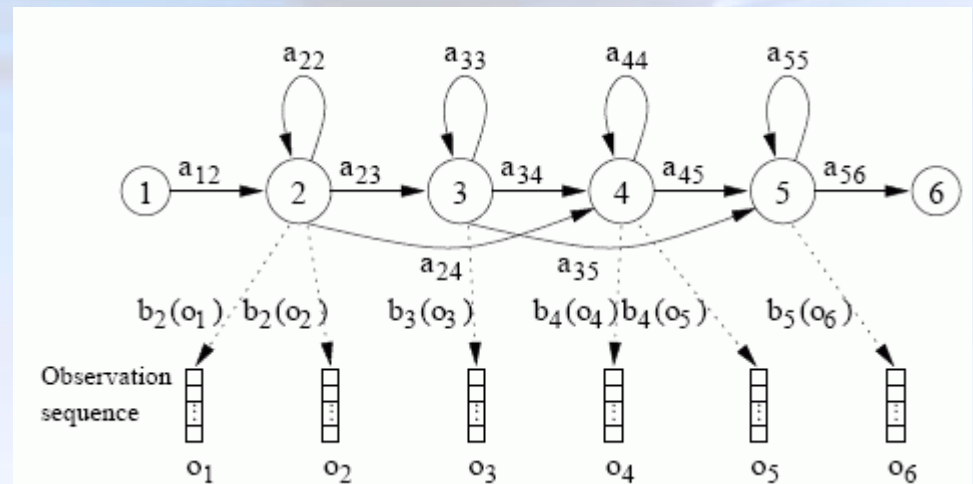 a22 a33 a44 a55
1 a12 2 a23 3 a34 4 a45 5 a56 6
a24 a35
b2(o1) b2(o2) b3(o3) b4(o4) b4(o5) b5(o6)
Observation
sequence
o1 o2 o3 o4 o5 o6